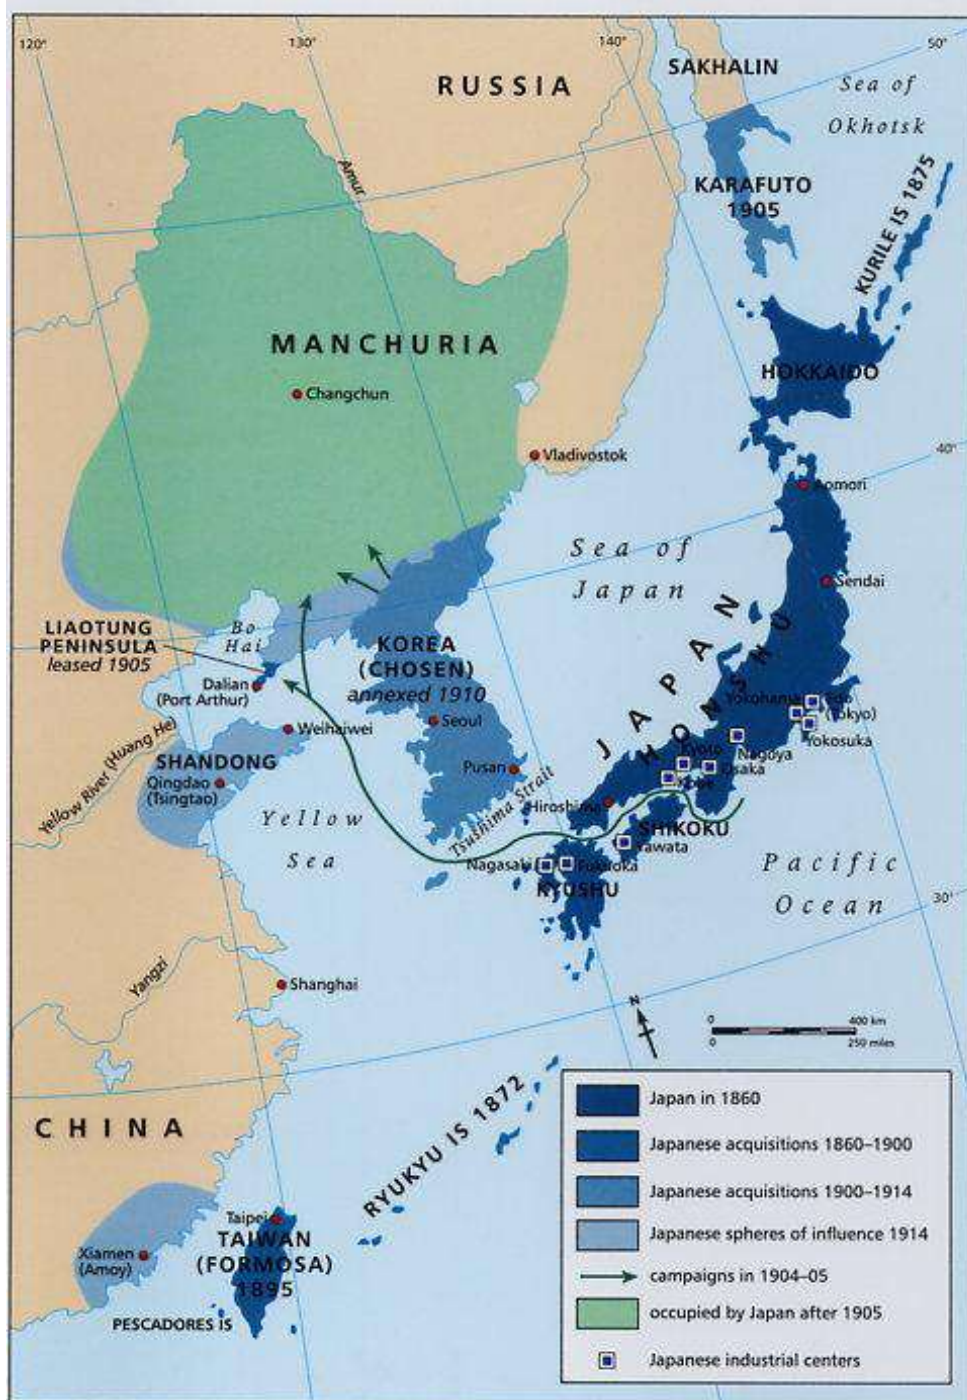 120°
130°
140°
50°
SAKHALIN
RUSSIA
Sea of
Okhotsk
Amur
KARAFUTO
1905
KURILE IS 1875
MANCHURIA
HOKKAIDO
Changchun
40°
Vladivostok
Aomori
Sea of
Japan
Sendai
LIAOTUNG
PENINSULA
leased 1905
Bo
Hai
KOREA
(CHOSEN)
annexed 1910
JAPAN
HONSHU
Dalian
(Port Arthur)
Yokohama
Edo
(Tokyo)
Yokosuka
Weihaiwei
Seoul
Nagoya
Kyoto
Osaka
Kobe
Yellow River (Huang He)
SHANDONG
Qingdao
(Tsingtao)
Pusan
Tsushima Strait
Hiroshima
Yellow
Sea
SHIKOKU
Yawata
Nagasaki
Fukuoka
KYUSHU
Pacific
Ocean
30°
Yangzi
Shanghai
N
0
400 km
0
250 miles
CHINA
RYUKYU IS 1872
Taipei
TAIWAN
(FORMOSA)
1895
Xiamen
(Amoy)
PESCADORES IS
Japan in 1860
Japanese acquisitions 1860–1900
Japanese acquisitions 1900–1914
Japanese spheres of influence 1914
campaigns in 1904–05
occupied by Japan after 1905
Japanese industrial centers